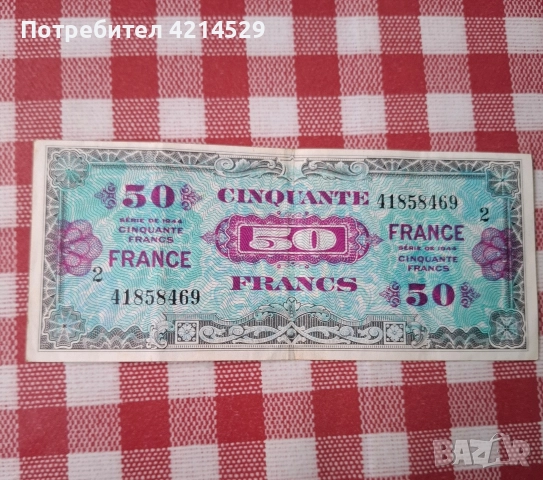 Потребител 4214529
50
CINQUANTE
41858469
2
SÉRIE DE 1944
CINQUANTE
FRANCS
FRANCE
2
41858469
50
FRANCS
FRANCE
SÉRIE DE 1944
CINQUANTE
FRANCS
50
BAZAR